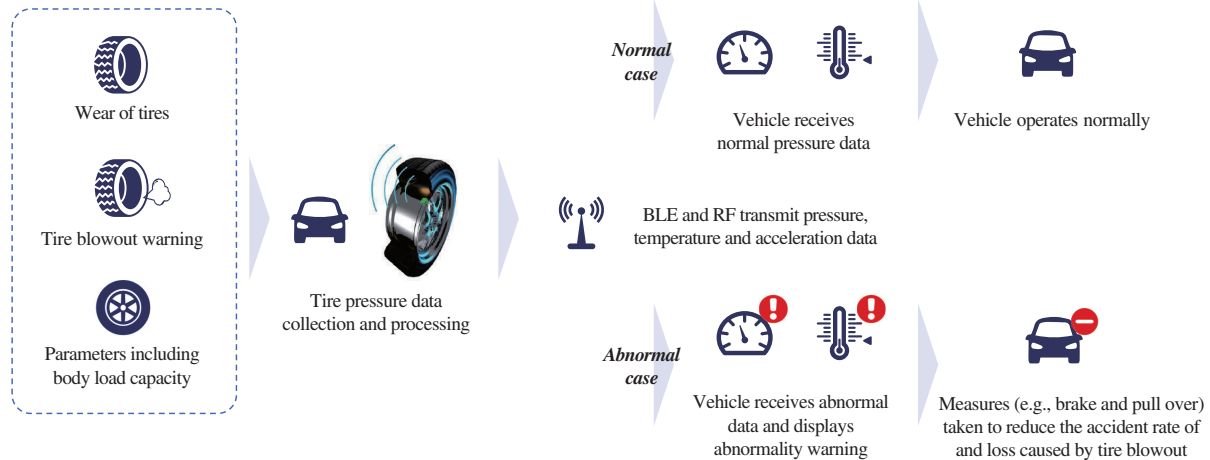 Wear of tires
Tire blowout warning
Parameters including
body load capacity
Tire pressure data
collection and processing
Normal
case
Vehicle receives
normal pressure data
Vehicle operates normally
BLE and RF transmit pressure,
temperature and acceleration data
Abnormal
case
Vehicle receives abnormal
data and displays
abnormality warning
Measures (e.g., brake and pull over)
taken to reduce the accident rate of
and loss caused by tire blowout